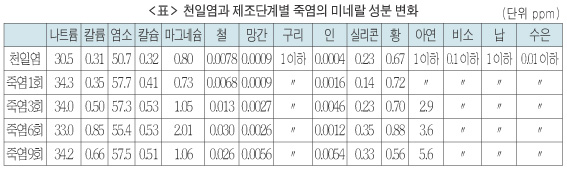 <표> 천일염과 제조단계별 죽염의 미네랄 성분 변화 (단위 ppm)
나트륨 칼륨 염소 칼슘 마그네슘 철 망간 구리 인 실리콘 황 아연 비소 납 수은
천일염 30.5 0.31 50.7 0.32 0.80 0.0078 0.0009 1이하 0.0004 0.23 0.67 1이하 0.1이하 1이하 0.01이하
죽염1회 34.3 0.35 57.7 0.41 0.73 0.0068 0.0009 〃 0.0016 0.14 0.72 〃 〃 〃 〃
죽염3회 34.0 0.50 57.3 0.53 1.05 0.013 0.0027 〃 0.0046 0.23 0.70 2.9 〃 〃 〃
죽염6회 33.0 0.85 55.4 0.53 2.01 0.030 0.0026 〃 0.0012 0.35 0.88 3.6 〃 〃 〃
죽염9회 34.2 0.66 57.5 0.51 1.06 0.026 0.0056 〃 0.0054 0.33 0.56 5.6 〃 〃 〃